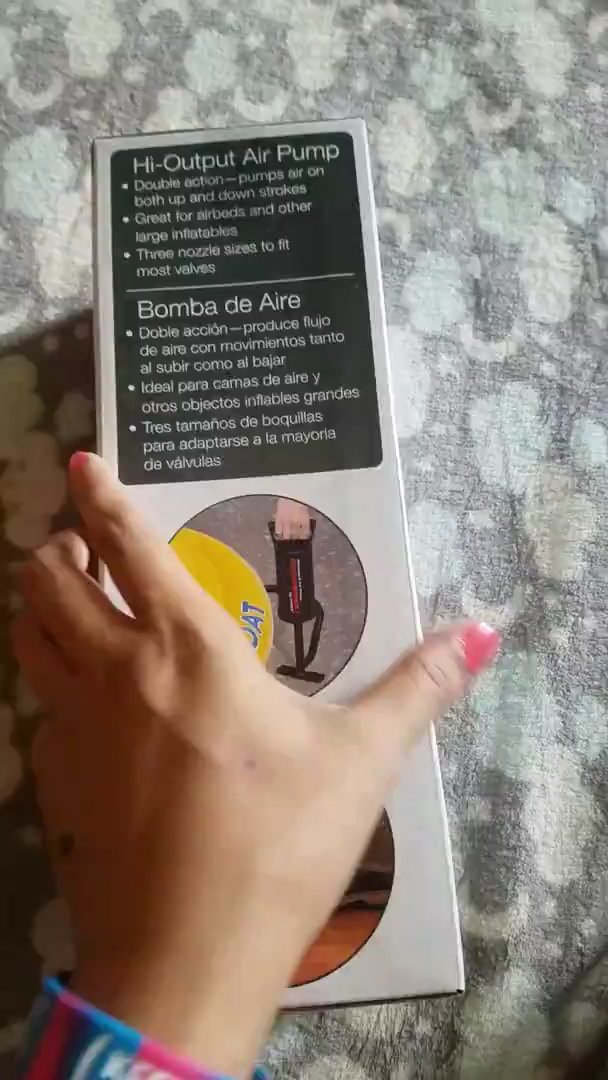 Hi-Output Air Pump
• Double action—pumps air on
both up and down strokes
• Great for airbeds and other
large inflatables
• Three nozzle sizes to fit
most valves
Bomba de Aire
• Doble acción—produce flujo
de aire con movimientos tanto
al subir como al bajar
• Ideal para camas de aire y
otros objectos inflables grandes
• Tres tamaños de boquillas
para adaptarse a la mayoria
de válvulas